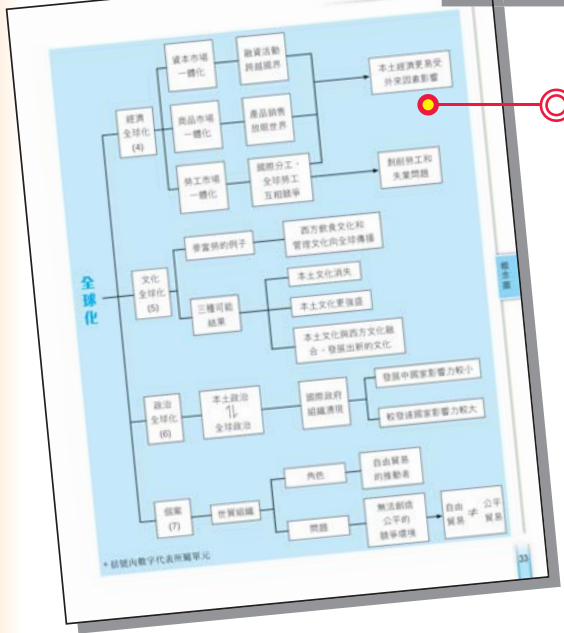 資本市場
一體化
融資活動
跨越國界
本土經濟更易受
外來因素影響
經濟
全球化
(4)
商品市場
一體化
產品銷售
放眼世界
勞工市場
一體化
國際分工,
全球勞工
互相競爭
剝削勞工和
失業問題
全球化
文化
全球化
(5)
麥當勞的例子
西方飲食文化和
管理文化向全球傳播
三種可能
結果
本土文化消失
本土文化更強盛
本土文化與西方文化融
合,發展出新的文化
政治
全球化
(6)
本土政治
⇅
全球政治
國際政府
組織湧現
發展中國家影響力較小
較發達國家影響力較大
個案
(7)
世貿組織
角色
自由貿易
的推動者
問題
無法創造
公平的
競爭環境
自由
貿易
≠
公平
貿易
* 括號內數字代表所屬單元
概念圖
33